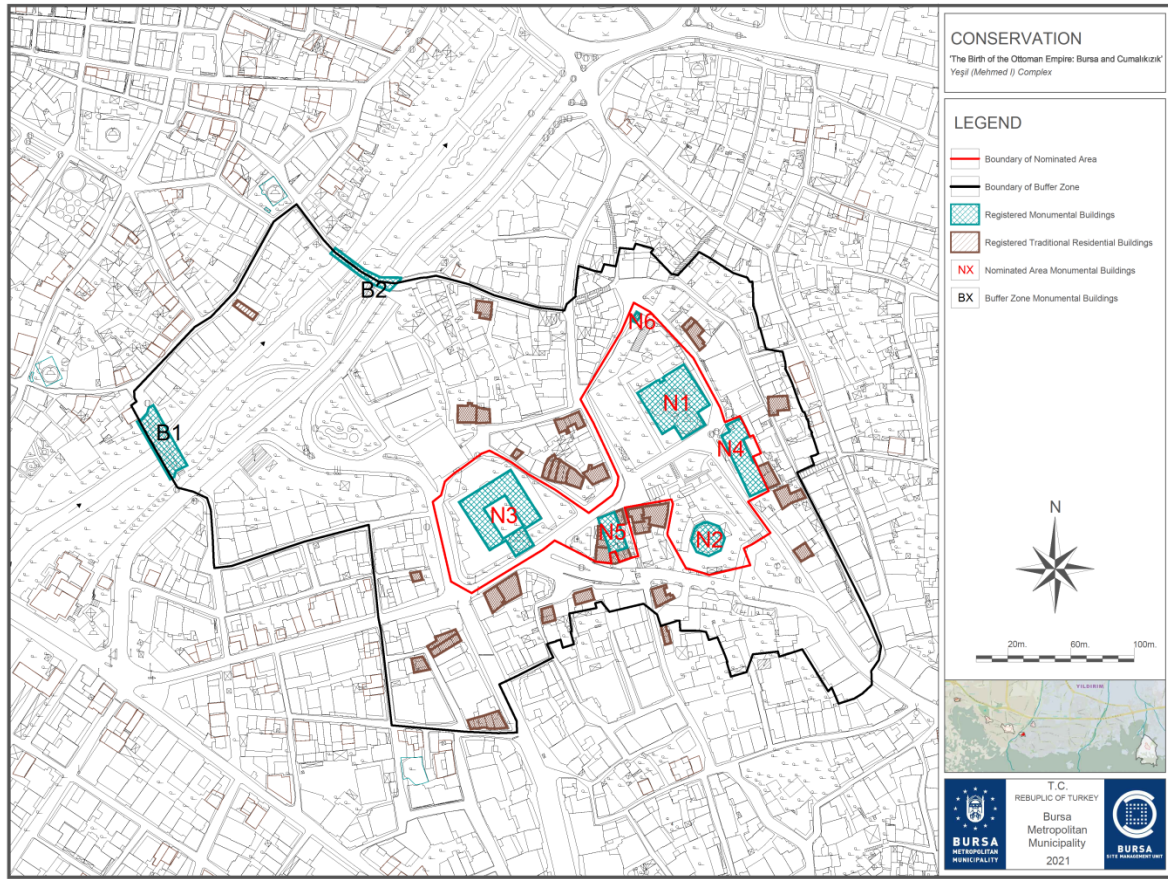 CONSERVATION
'The Birth of the Ottoman Empire: Bursa and Cumalıkızık'
Yeşil (Mehmed I) Complex
LEGEND
Boundary of Nominated Area
Boundary of Buffer Zone
Registered Monumental Buildings
Registered Traditional Residential Buildings
NX Nominated Area Monumental Buildings
BX Buffer Zone Monumental Buildings
B2
N6
N1
B1
N4
N3
N5
N2
N
20m. 60m. 100m.
YILDIRIM
BURSA
METROPOLITAN
MUNICIPALITY
T.C.
REBUPLIC OF TURKEY
Bursa
Metropolitan
Municipality
2021
BURSA
SITE MANAGEMENT UNIT